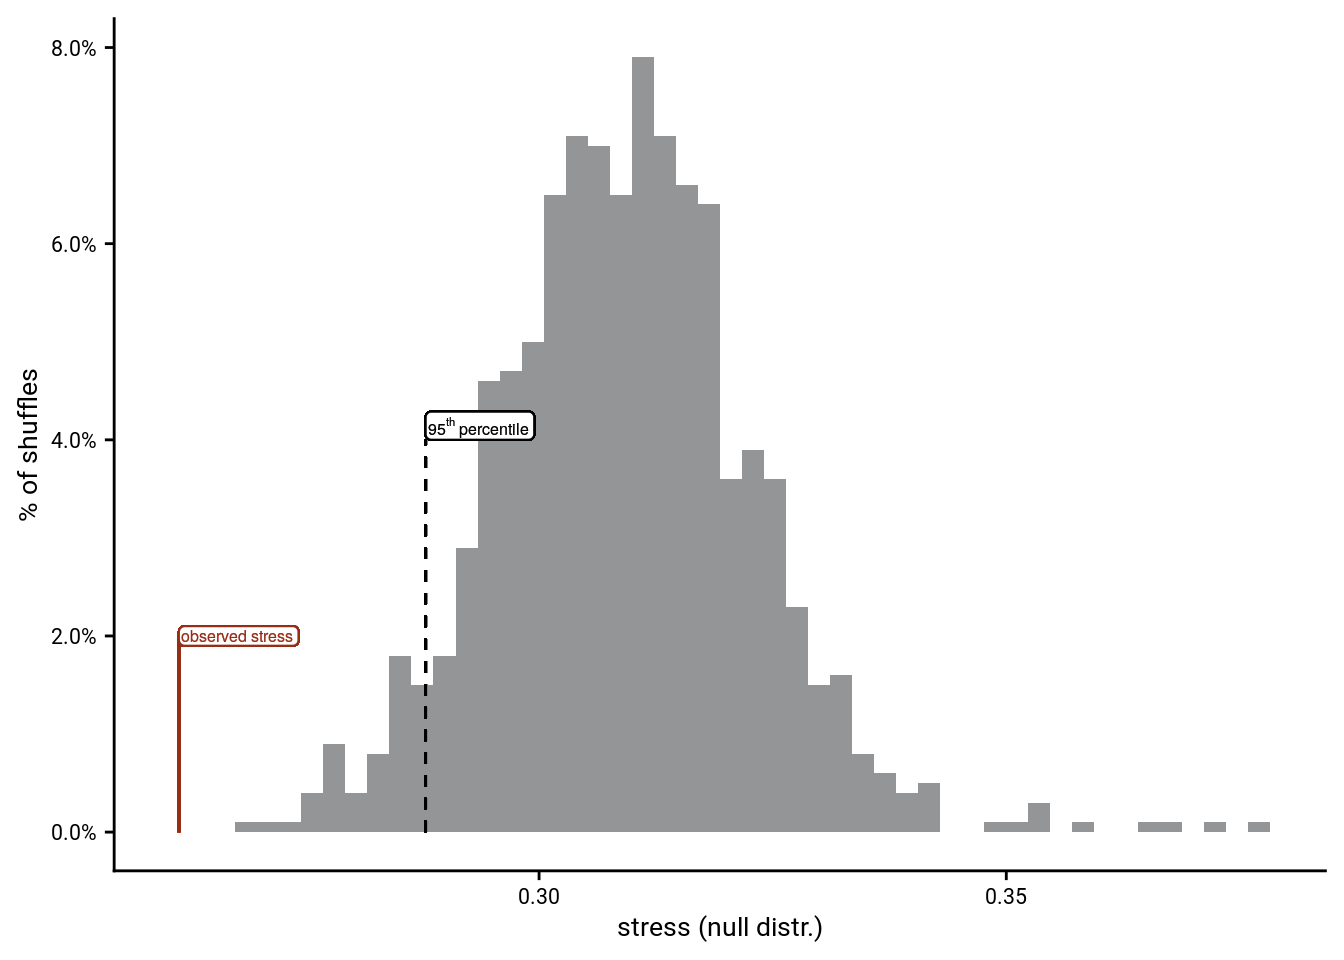 8.0%
6.0%
4.0%
2.0%
0.0%
% of shuffles
95th percentile
observed stress
0.30
0.35
stress (null distr.)